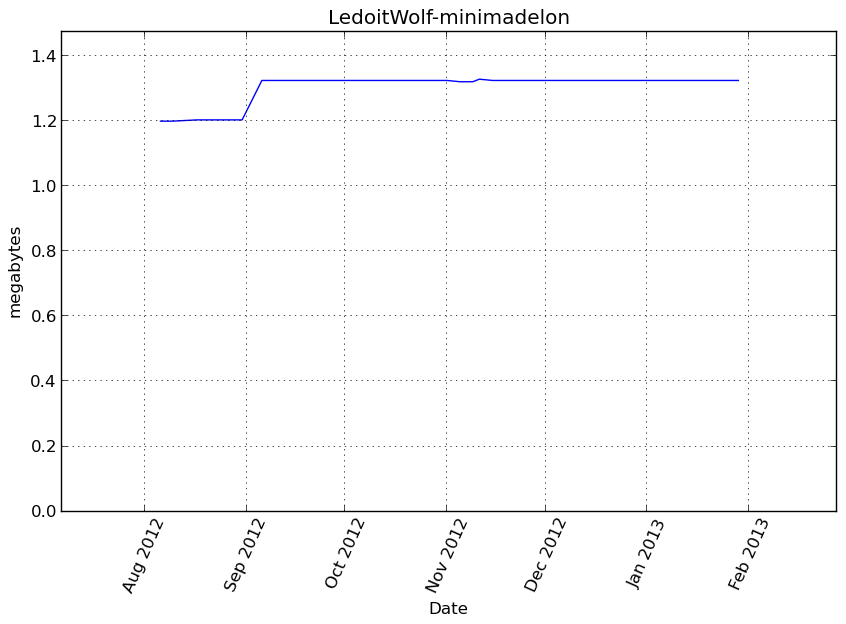 LedoitWolf-minimadelon
1.4
1.2
1.0
0.8
0.6
0.4
0.2
0.0
megabytes
Aug 2012
Sep 2012
Oct 2012
Nov 2012
Dec 2012
Jan 2013
Feb 2013
Date